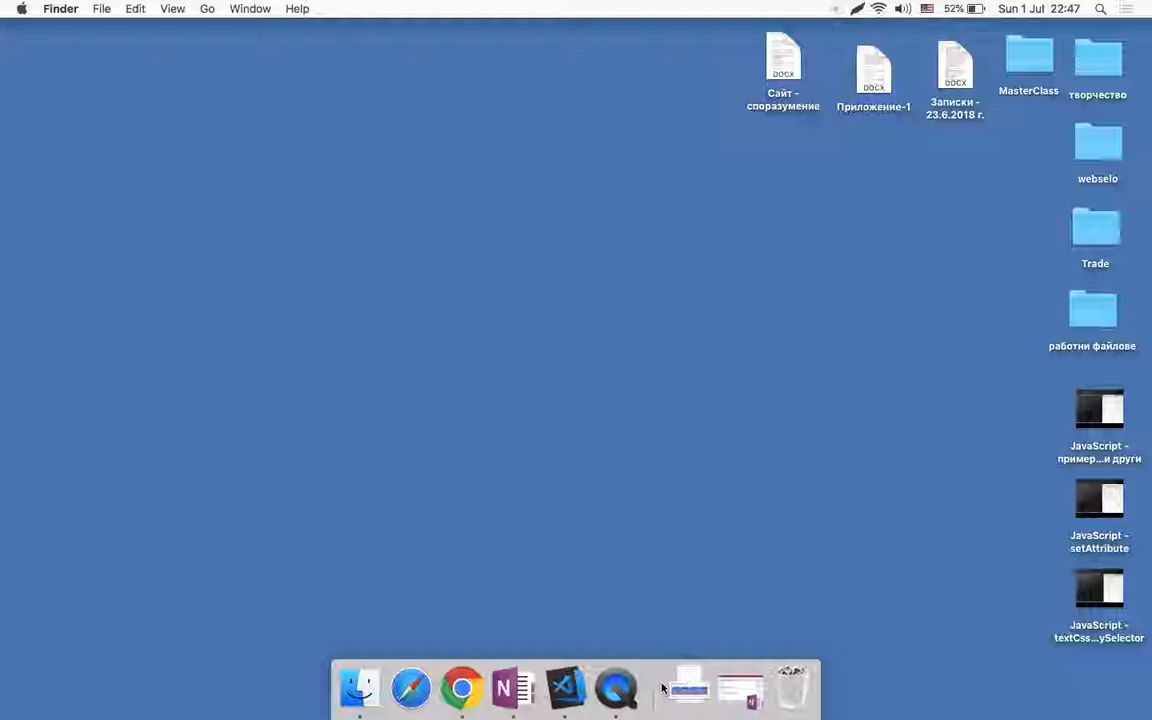 Finder File Edit View Go Window Help 52% Sun 1 Jul 22:47
DOCX
Сайт -
споразумение
DOCX
Приложение-1
DOCX
Записки -
23.6.2018 г.
MasterClass
творчество
webselo
Trade
работни файлове
JavaScript -
пример...и други
JavaScript -
setAttribute
JavaScript -
textCss...ySelector
N